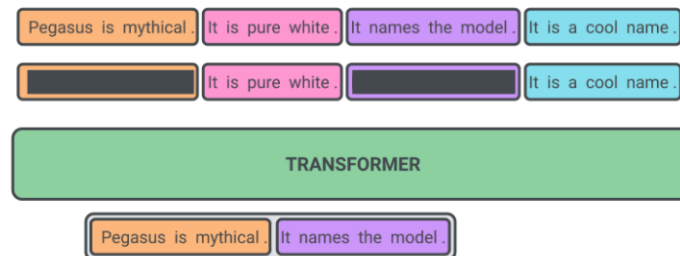 Pegasus is mythical. It is pure white. It names the model. It is a cool name.
It is pure white. It is a cool name.
TRANSFORMER
Pegasus is mythical. It names the model.